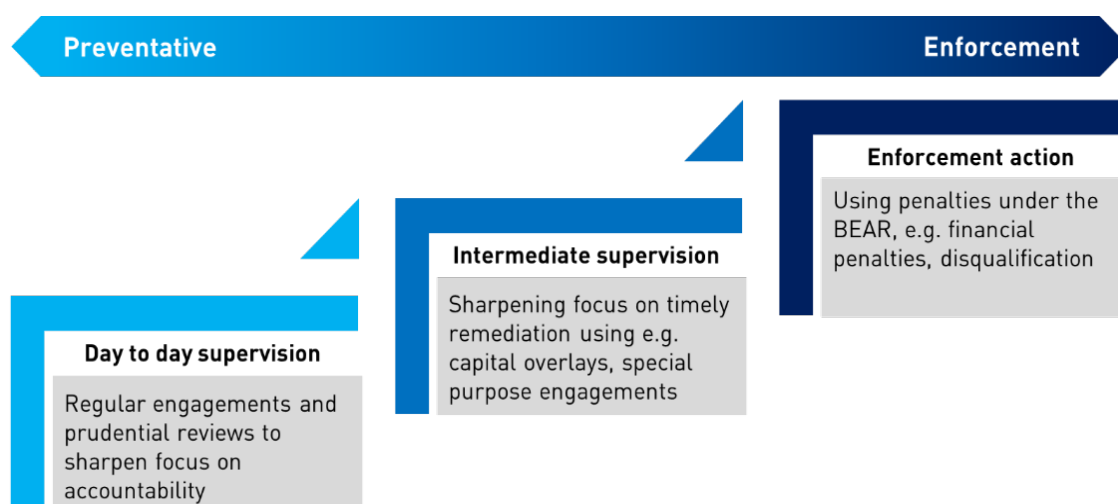 Preventative
Enforcement
Enforcement action
Using penalties under the
BEAR, e.g. financial
penalties, disqualification
Intermediate supervision
Sharpening focus on timely
remediation using e.g.
capital overlays, special
purpose engagements
Day to day supervision
Regular engagements and
prudential reviews to
sharpen focus on
accountability